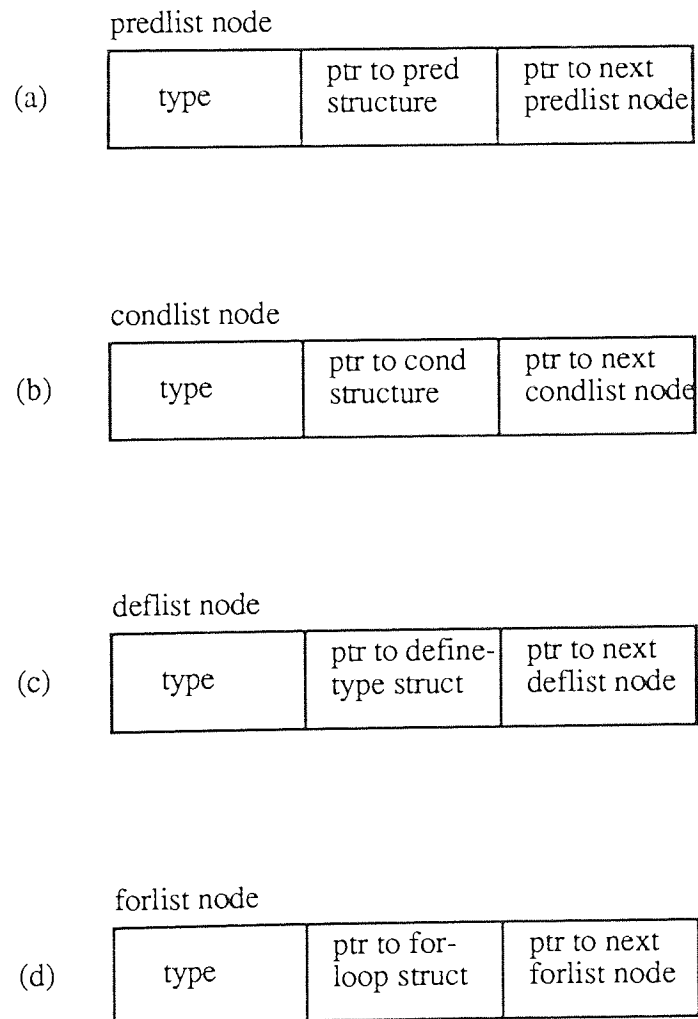 predlist node
(a)
type
ptr to pred
structure
ptr to next
predlist node
condlist node
(b)
type
ptr to cond
structure
ptr to next
condlist node
deflist node
(c)
type
ptr to define-
type struct
ptr to next
deflist node
forlist node
(d)
type
ptr to for-
loop struct
ptr to next
forlist node